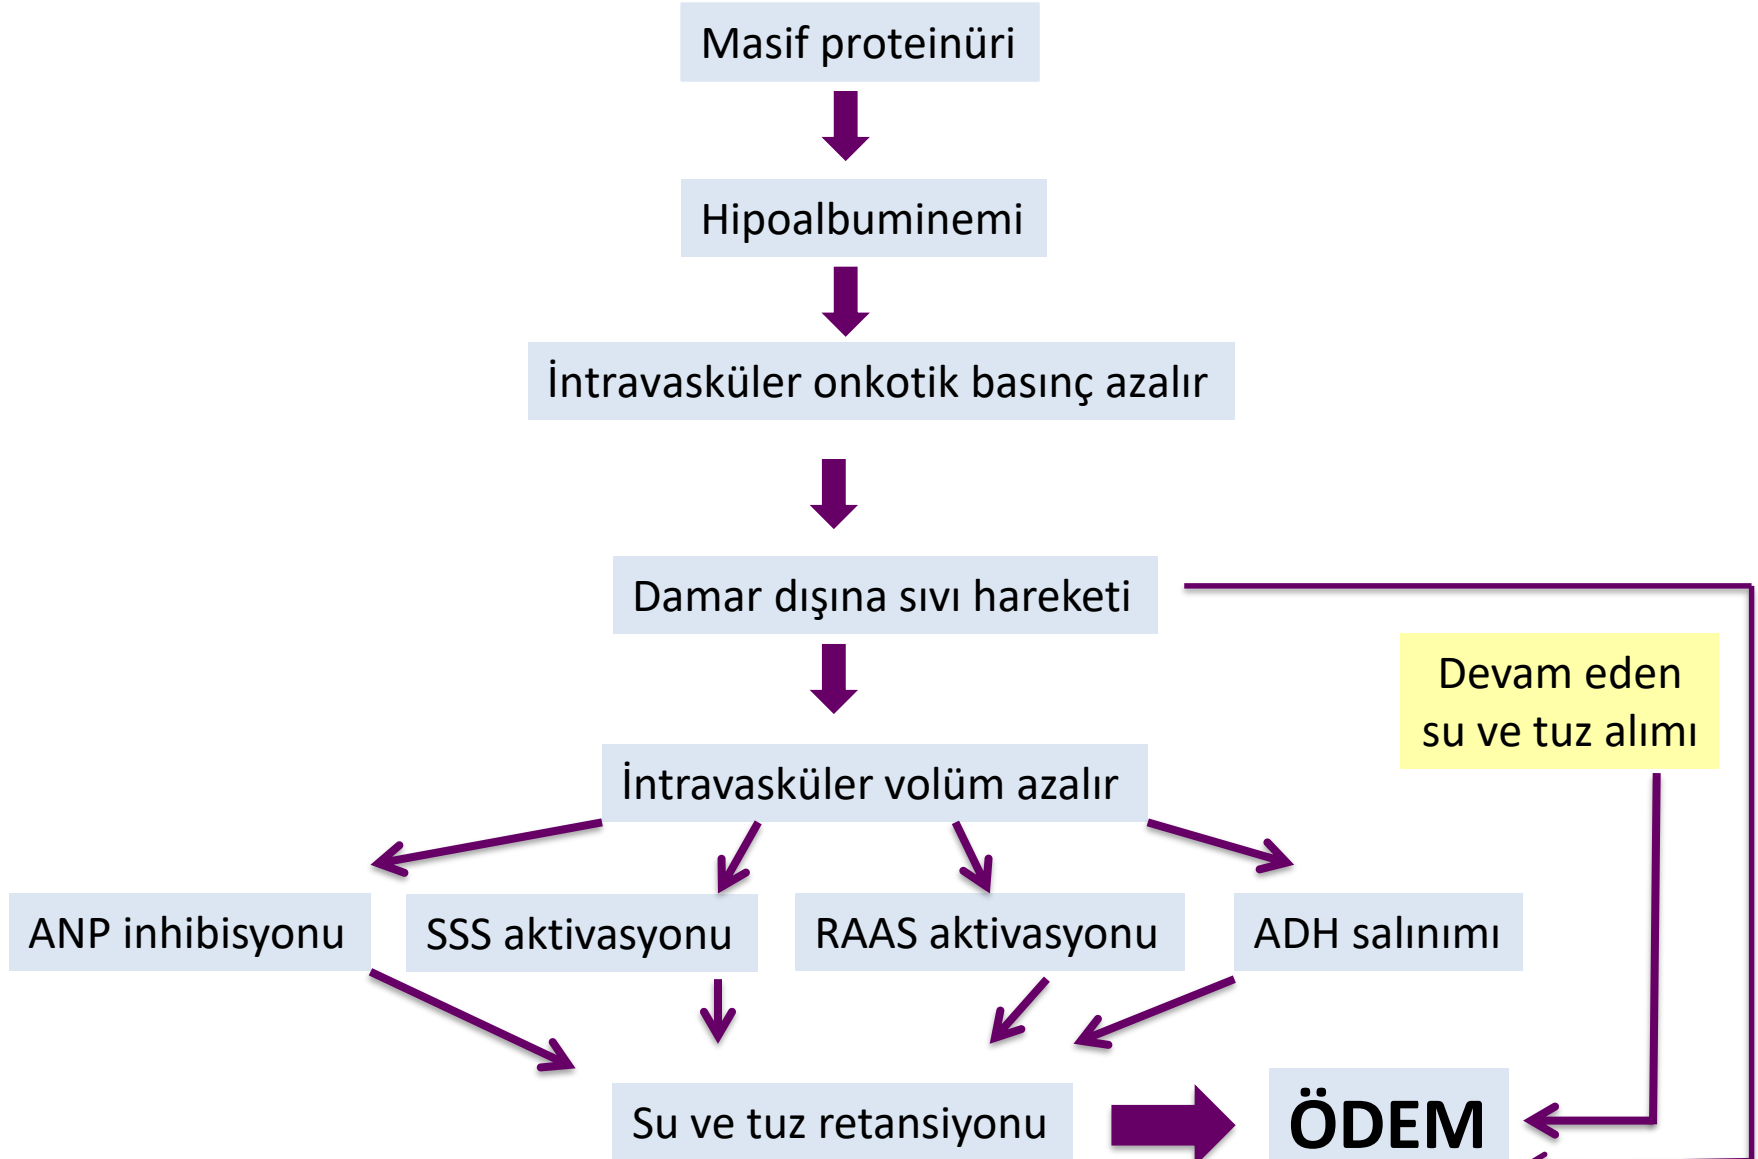 Masif proteinüri
Hipoalbuminemi
İntravasküler onkotik basınç azalır
Damar dışına sıvı hareketi
Devam eden
su ve tuz alımı
İntravasküler volüm azalır
ANP inhibisyonu
SSS aktivasyonu
RAAS aktivasyonu
ADH salınımı
Su ve tuz retansiyonu
ÖDEM